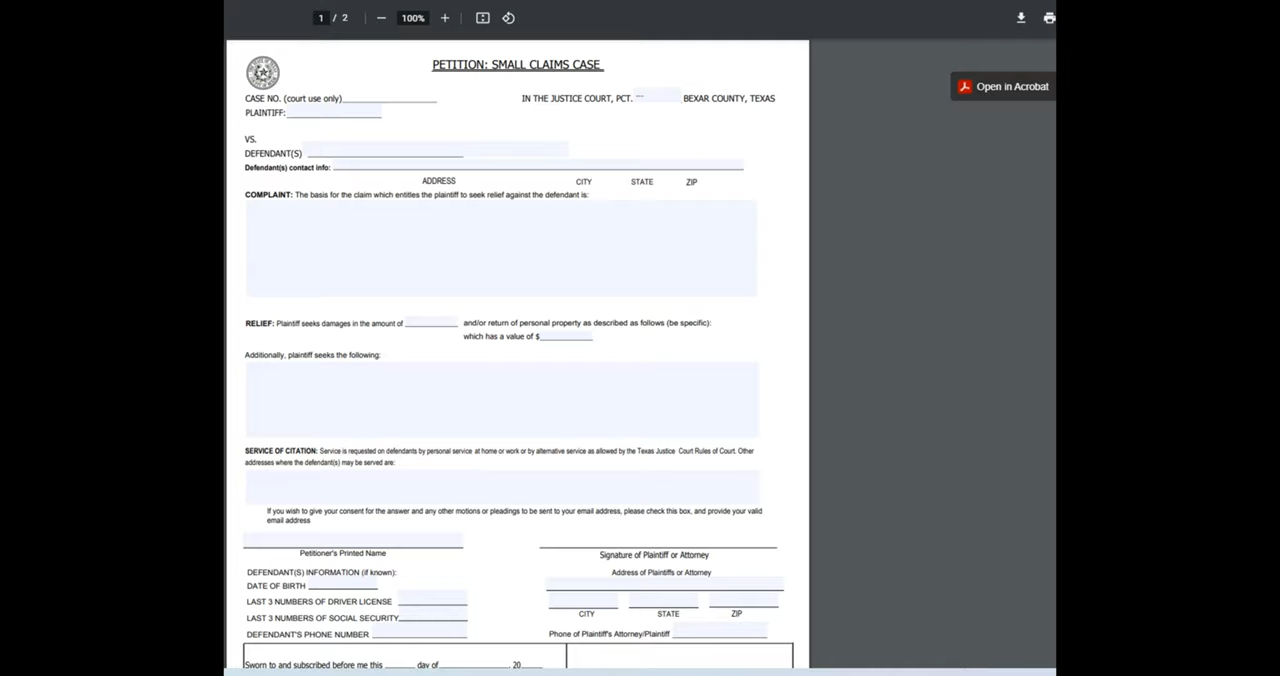 1 / 2 100%
Open in Acrobat
PETITION: SMALL CLAIMS CASE
CASE NO. (court use only)
IN THE JUSTICE COURT, PCT. --- BEXAR COUNTY, TEXAS
PLAINTIFF:
VS.
DEFENDANT(S)
Defendant(s) contact info:
ADDRESS CITY STATE ZIP
COMPLAINT: The basis for the claim which entitles the plaintiff to seek relief against the defendant is:
RELIEF: Plaintiff seeks damages in the amount of and/or return of personal property as described as follows (be specific):
which has a value of $
Additionally, plaintiff seeks the following:
SERVICE OF CITATION: Service is requested on defendants by personal service at home or work or by alternative service as allowed by the Texas Justice Court Rules of Court. Other
addresses where the defendant(s) may be served are:
If you wish to give your consent for the answer and any other motions or pleadings to be sent to your email address, please check this box, and provide your valid
email address
Petitioner's Printed Name
Signature of Plaintiff or Attorney
DEFENDANT(S) INFORMATION (if known):
Address of Plaintiffs or Attorney
DATE OF BIRTH
LAST 3 NUMBERS OF DRIVER LICENSE
CITY STATE ZIP
LAST 3 NUMBERS OF SOCIAL SECURITY
DEFENDANT'S PHONE NUMBER
Phone of Plaintiff's Attorney/Plaintiff
Sworn to and subscribed before me this day of , 20